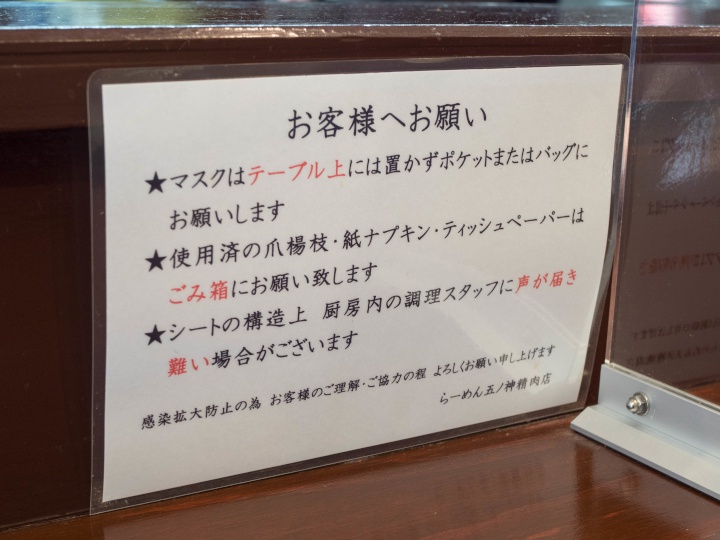 お客様へお願い
★マスクはテーブル上には置かずポケットまたはバッグに
お願いします
★使用済の爪楊枝・紙ナプキン・ティッシュペーパーは
ごみ箱にお願い致します
★シートの構造上 厨房内の調理スタッフに声が届き
難い場合がございます
感染拡大防止の為 お客様のご理解・ご協力の程 よろしくお願い申し上げます
らーめん五ノ神精肉店